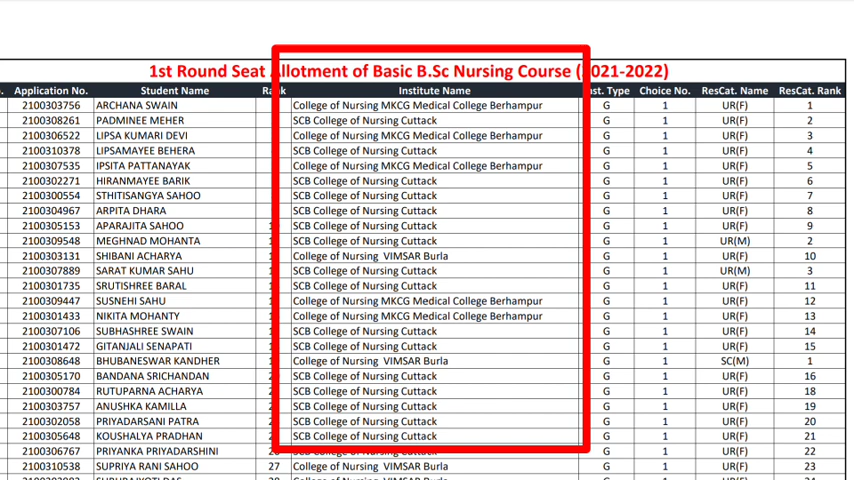 1st Round Seat Allotment of Basic B.Sc Nursing Course (2021-2022)
Application No. Student Name Rank Institute Name Inst. Type Choice No. ResCat. Name ResCat. Rank
2100303756 ARCHANA SWAIN College of Nursing MKCG Medical College Berhampur G 1 UR(F) 1
2100308261 PADMINEE MEHER SCB College of Nursing Cuttack G 1 UR(F) 2
2100306522 LIPSA KUMARI DEVI College of Nursing MKCG Medical College Berhampur G 1 UR(F) 3
2100310378 LIPSAMAYEE BEHERA SCB College of Nursing Cuttack G 1 UR(F) 4
2100307535 IPSITA PATTANAYAK College of Nursing MKCG Medical College Berhampur G 1 UR(F) 5
2100302271 HIRANMAYEE BARIK SCB College of Nursing Cuttack G 1 UR(F) 6
2100300554 STHITISANGYA SAHOO SCB College of Nursing Cuttack G 1 UR(F) 7
2100304967 ARPITA DHARA SCB College of Nursing Cuttack G 1 UR(F) 8
2100305153 APARAJITA SAHOO SCB College of Nursing Cuttack G 1 UR(F) 9
2100309548 MEGHNAD MOHANTA SCB College of Nursing Cuttack G 1 UR(M) 2
2100303131 SHIBANI ACHARYA College of Nursing VIMSAR Burla G 1 UR(F) 10
2100307889 SARAT KUMAR SAHU SCB College of Nursing Cuttack G 1 UR(M) 3
2100301735 SRUTISHREE BARAL SCB College of Nursing Cuttack G 1 UR(F) 11
2100309447 SUSNEHI SAHU College of Nursing MKCG Medical College Berhampur G 1 UR(F) 12
2100301433 NIKITA MOHANTY College of Nursing MKCG Medical College Berhampur G 1 UR(F) 13
2100307106 SUBHASHREE SWAIN SCB College of Nursing Cuttack G 1 UR(F) 14
2100301472 GITANJALI SENAPATI SCB College of Nursing Cuttack G 1 UR(F) 15
2100308648 BHUBANESWAR KANDHER College of Nursing VIMSAR Burla G 1 SC(M) 1
2100305170 BANDANA SRICHANDAN SCB College of Nursing Cuttack G 1 UR(F) 16
2100300784 RUTUPARNA ACHARYA SCB College of Nursing Cuttack G 1 UR(F) 18
2100303757 ANUSHKA KAMILLA SCB College of Nursing Cuttack G 1 UR(F) 19
2100302058 PRIYADARSANI PATRA SCB College of Nursing Cuttack G 1 UR(F) 20
2100305648 KOUSHALYA PRADHAN SCB College of Nursing Cuttack G 1 UR(F) 21
2100306767 PRIYANKA PRIYADARSHINI SCB College of Nursing Cuttack G 1 UR(F) 22
2100310538 SUPRIYA RANI SAHOO 27 College of Nursing VIMSAR Burla G 1 UR(F) 23